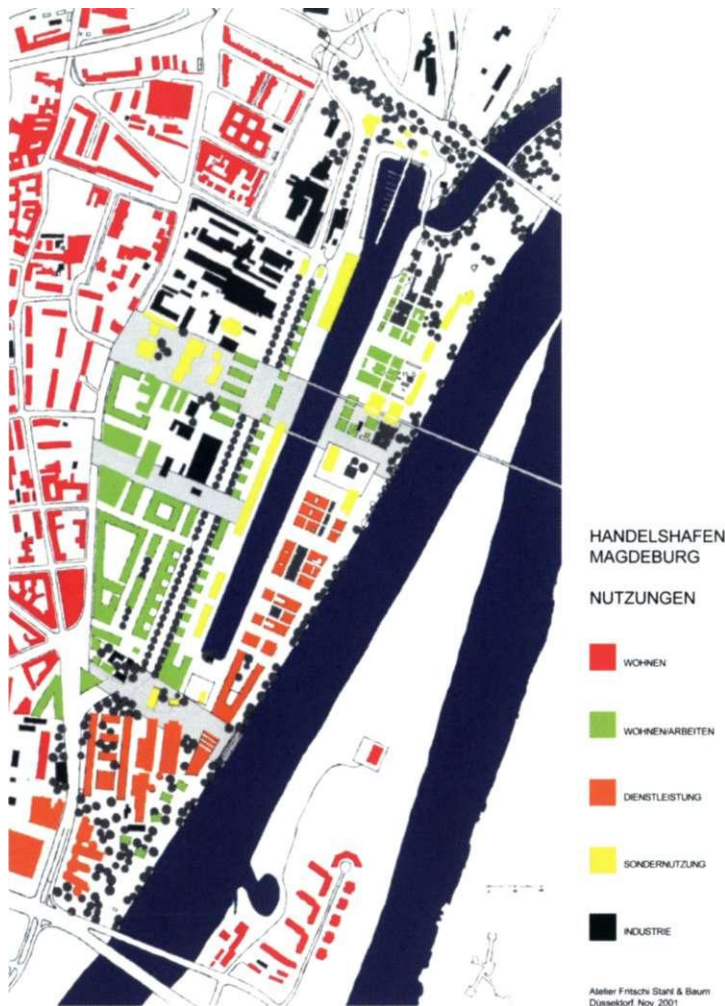 HANDELSHAFEN
MAGDEBURG
NUTZUNGEN
WOHNEN
WOHNEN/ARBEITEN
DIENSTLEISTUNG
SONDERNUTZUNG
INDUSTRIE
Atelier Fritschi Stahl & Baum
Düsseldorf, Nov. 2001